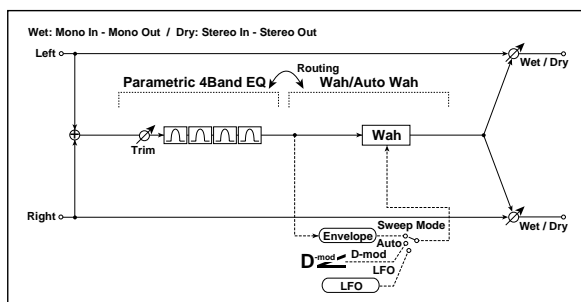 Wet: Mono In - Mono Out / Dry: Stereo In - Stereo Out
Left
Wet / Dry
Routing
Parametric 4Band EQ
Wah/Auto Wah
Trim
Wah
Right
Wet / Dry
Sweep Mode
Envelope
Auto
D-mod
D-mod
LFO
LFO